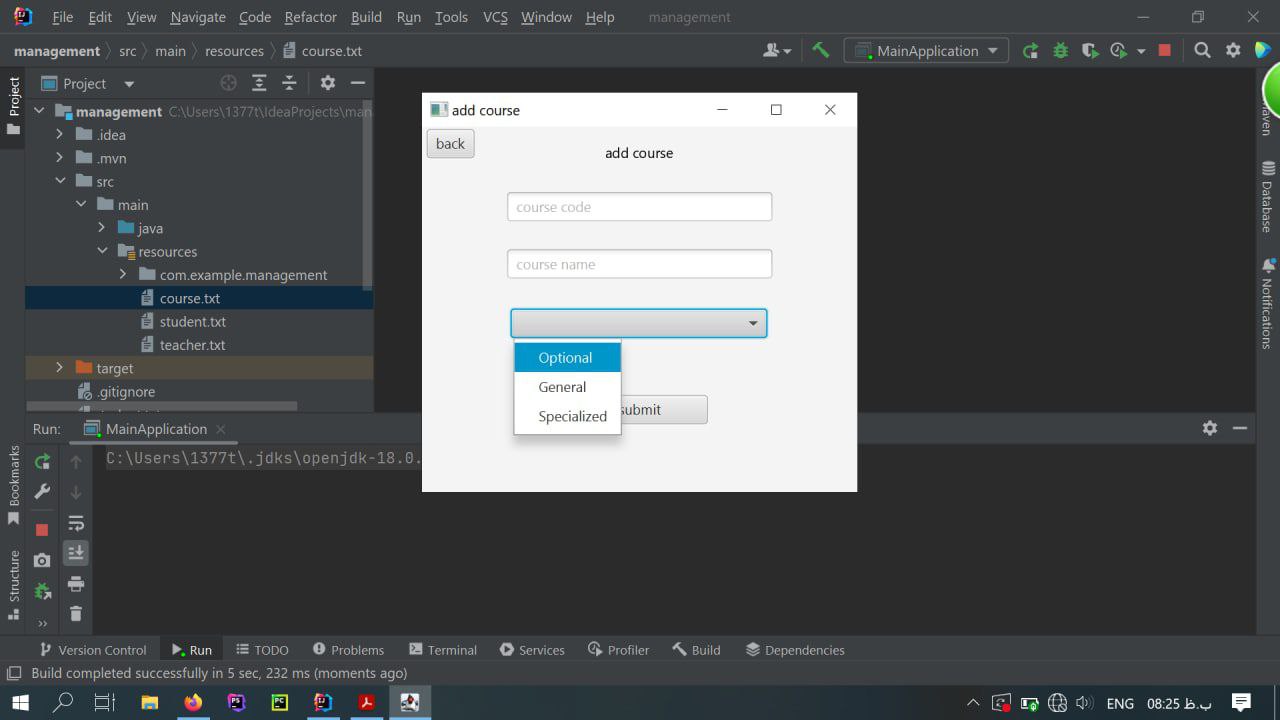 File Edit View Navigate Code Refactor Build Run Tools VCS Window Help management
management src main resources course.txt
MainApplication
Project
Project
management C:\Users\1377t\IdeaProjects\man
.idea
.mvn
src
main
java
resources
com.example.management
course.txt
student.txt
teacher.txt
target
.gitignore
add course
back
add course
course code
course name
Optional
General
Specialized
submit
Maven
Database
Notifications
Run: MainApplication
C:\Users\1377t\.jdks\openjdk-18.0.
Bookmarks
Structure
Version Control Run TODO Problems Terminal Services Profiler Build Dependencies
Build completed successfully in 5 sec, 232 ms (moments ago)
ENG 08:25 ب.ظ